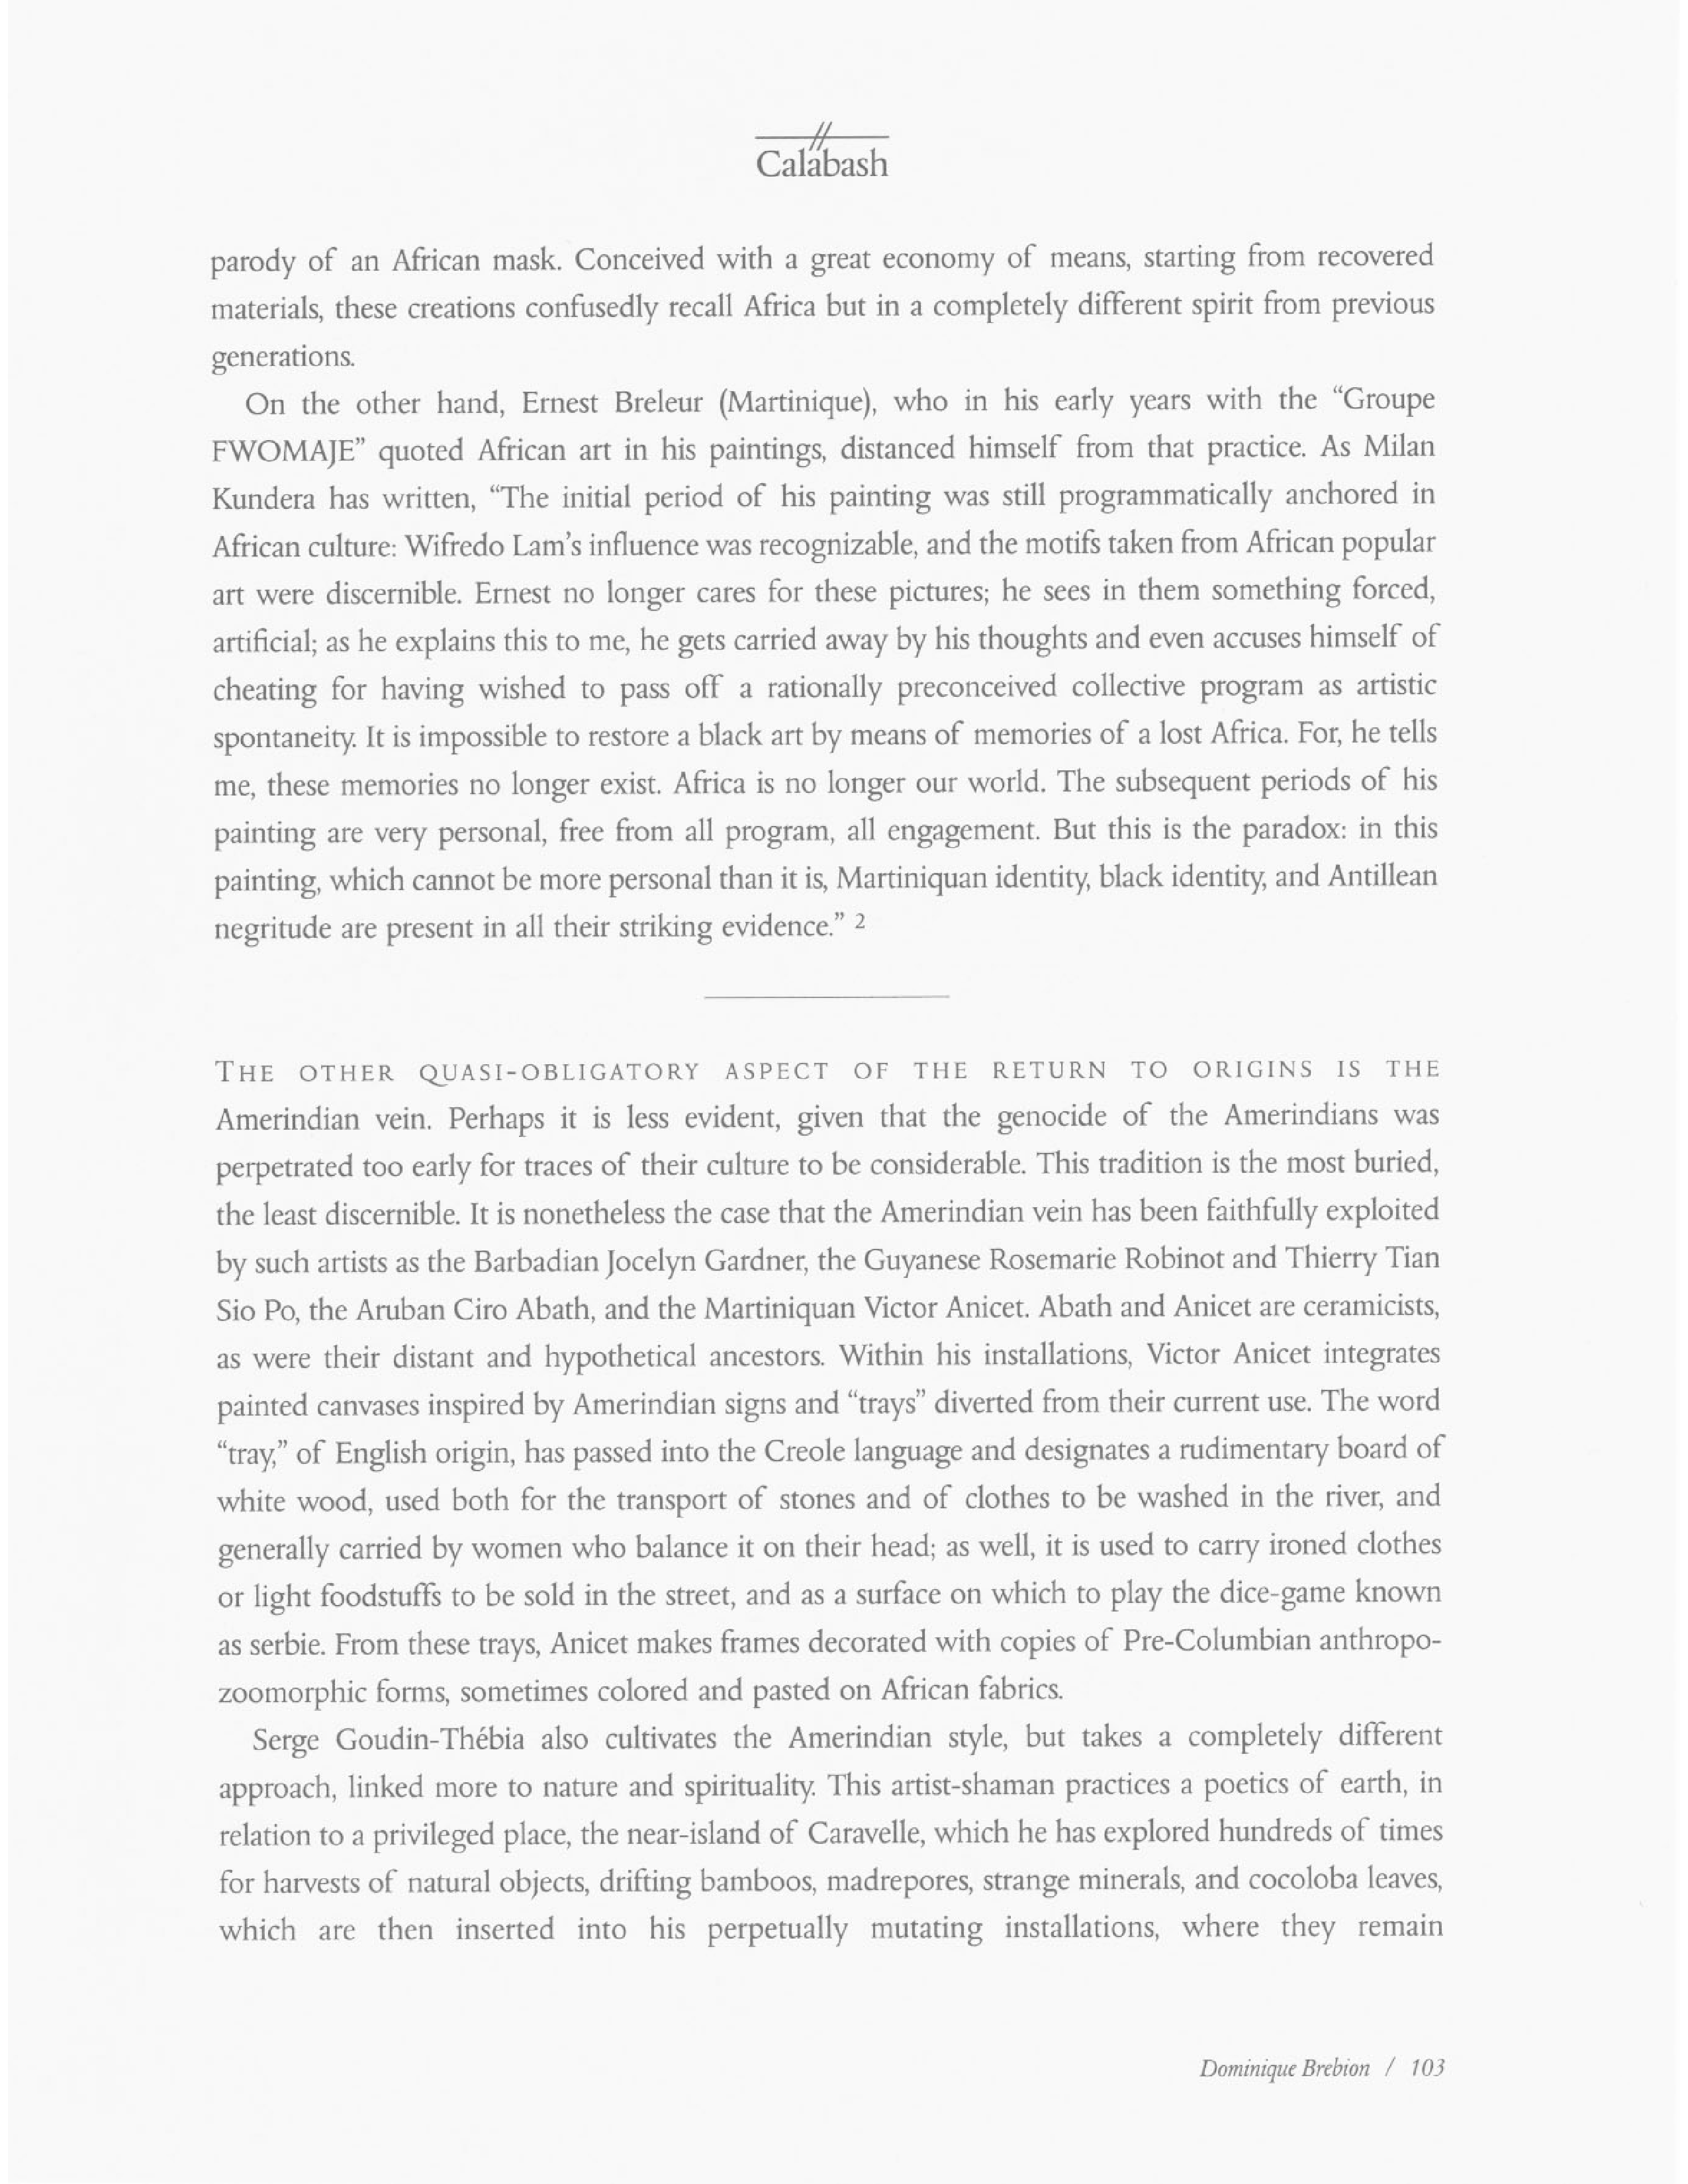 Calabash
parody of an African mask. Conceived with a great economy of means, starting from recovered
materials, these creations confusedly recall Africa but in a completely different spirit from previous
generations.
On the other hand, Ernest Breleur (Martinique), who in his early years with the “Groupe
FWOMAJE” quoted African art in his paintings, distanced himself from that practice. As Milan
Kundera has written, “The initial period of his painting was still programmatically anchored in
African culture: Wifredo Lam’s influence was recognizable, and the motifs taken from African popular
art were discernible. Ernest no longer cares for these pictures; he sees in them something forced,
artificial; as he explains this to me, he gets carried away by his thoughts and even accuses himself of
cheating for having wished to pass off a rationally preconceived collective program as artistic
spontaneity. It is impossible to restore a black art by means of memories of a lost Africa. For, he tells
me, these memories no longer exist. Africa is no longer our world. The subsequent periods of his
painting are very personal, free from all program, all engagement. But this is the paradox: in this
painting, which cannot be more personal than it is, Martiniquan identity, black identity, and Antillean
negritude are present in all their striking evidence.” 2
THE OTHER QUASI-OBLIGATORY ASPECT OF THE RETURN TO ORIGINS IS THE
Amerindian vein. Perhaps it is less evident, given that the genocide of the Amerindians was
perpetrated too early for traces of their culture to be considerable. This tradition is the most buried,
the least discernible. It is nonetheless the case that the Amerindian vein has been faithfully exploited
by such artists as the Barbadian Jocelyn Gardner, the Guyanese Rosemarie Robinot and Thierry Tian
Sio Po, the Aruban Ciro Abath, and the Martiniquan Victor Anicet. Abath and Anicet are ceramicists,
as were their distant and hypothetical ancestors. Within his installations, Victor Anicet integrates
painted canvases inspired by Amerindian signs and “trays” diverted from their current use. The word
“tray,” of English origin, has passed into the Creole language and designates a rudimentary board of
white wood, used both for the transport of stones and of clothes to be washed in the river, and
generally carried by women who balance it on their head; as well, it is used to carry ironed clothes
or light foodstuffs to be sold in the street, and as a surface on which to play the dice-game known
as serbie. From these trays, Anicet makes frames decorated with copies of Pre-Columbian anthropo-
zoomorphic forms, sometimes colored and pasted on African fabrics.
Serge Goudin-Thébia also cultivates the Amerindian style, but takes a completely different
approach, linked more to nature and spirituality. This artist-shaman practices a poetics of earth, in
relation to a privileged place, the near-island of Caravelle, which he has explored hundreds of times
for harvests of natural objects, drifting bamboos, madrepores, strange minerals, and cocoloba leaves,
which are then inserted into his perpetually mutating installations, where they remain
Dominique Brebion / 103